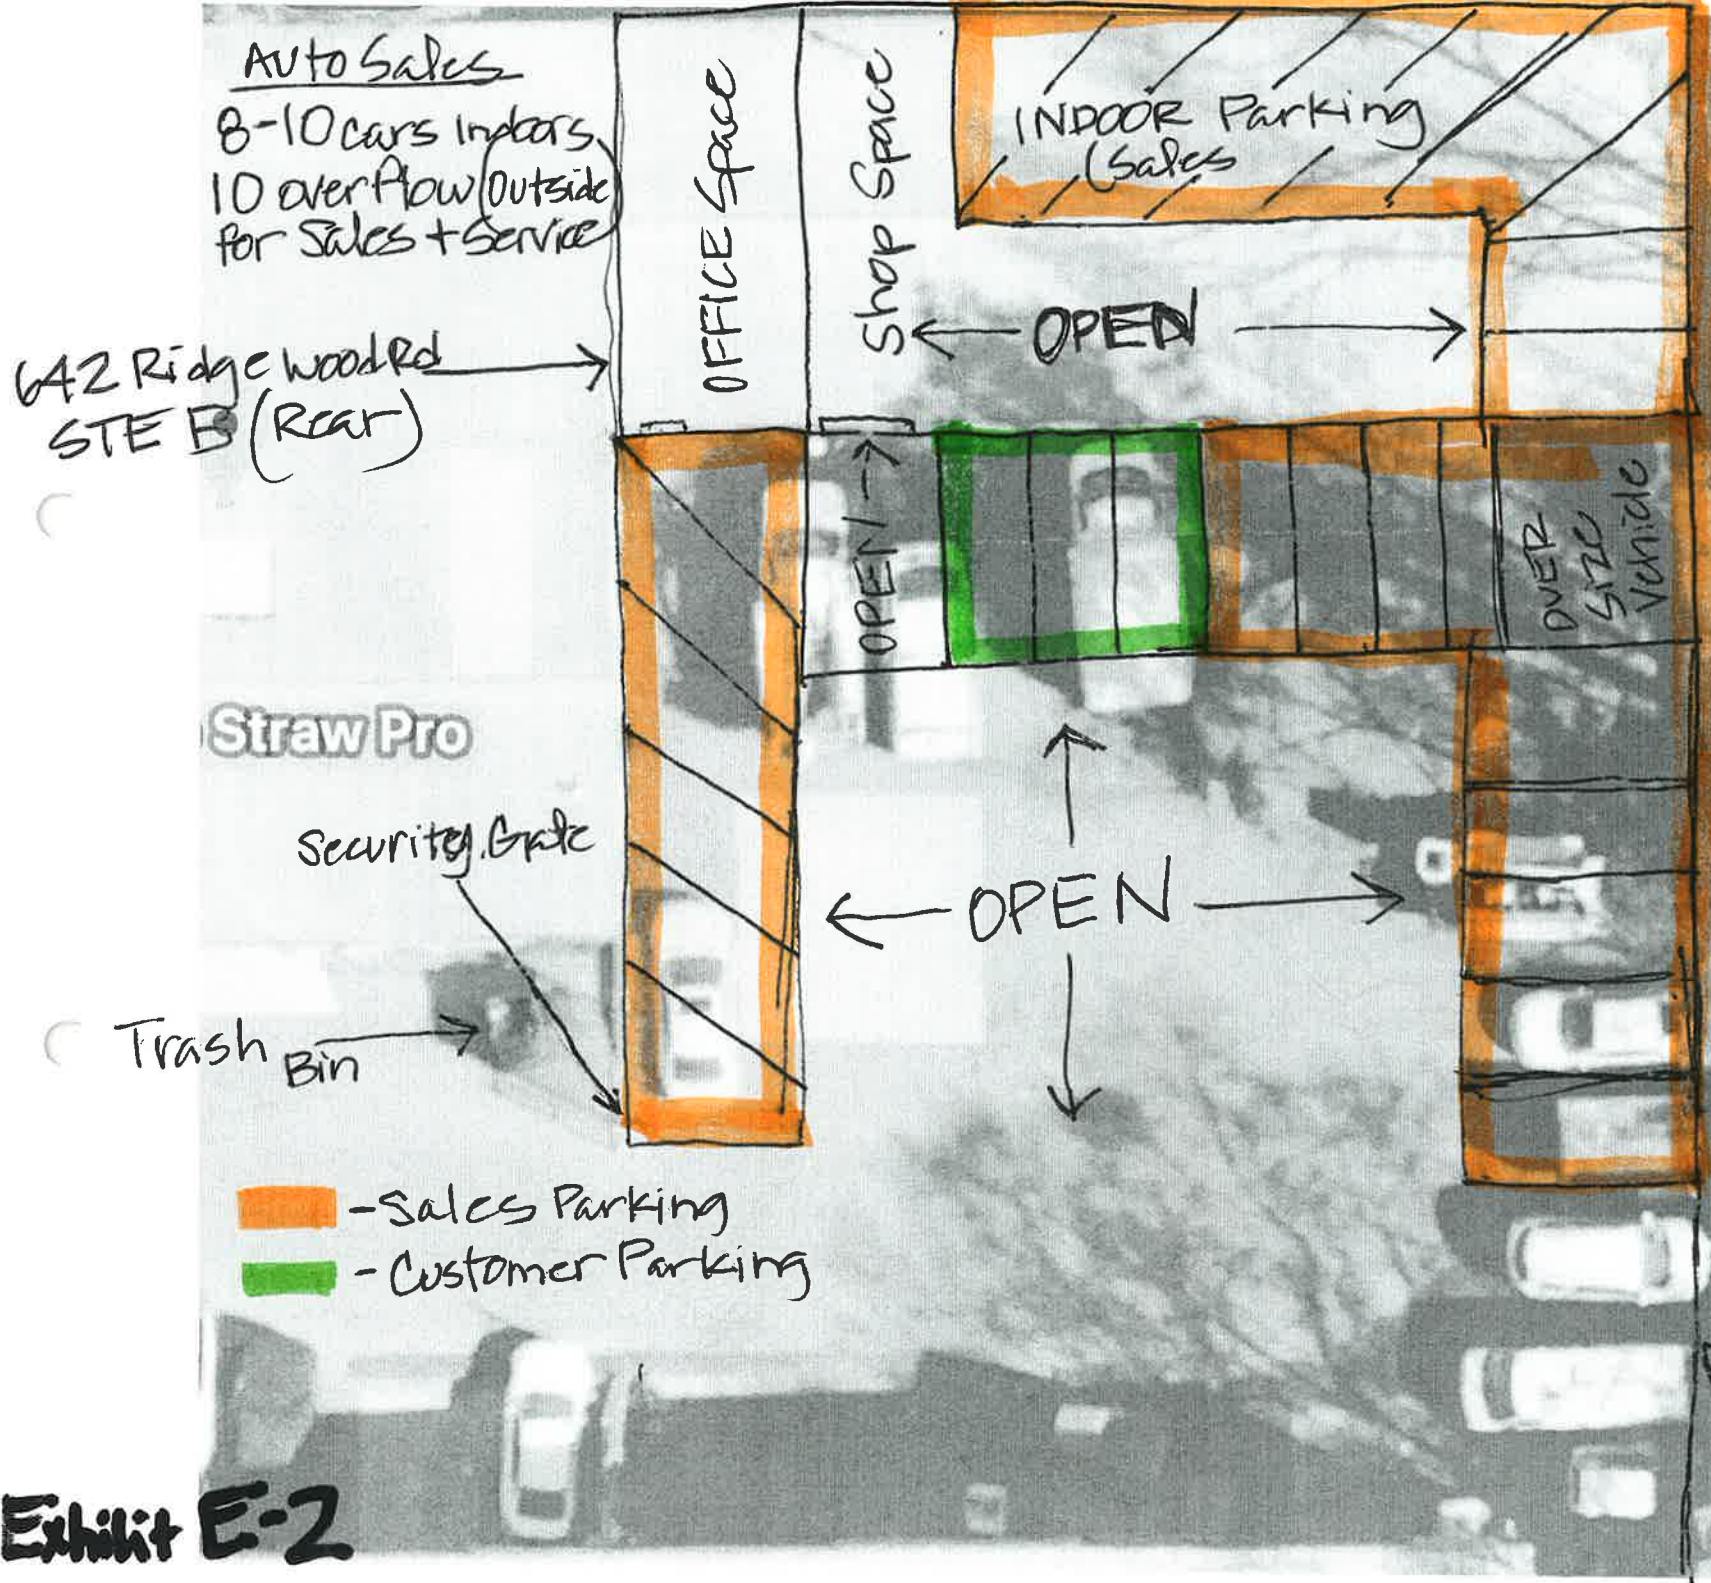 Auto Sales
8-10 cars Indoors
10 overflow (Outside)
for Sales + Service
642 Ridgewood Rd
STE B (Rear)
OFFICE Space
Shop Space
INDOOR Parking
(Sales
OPEN
OPEN
OVER
Size
Vehicle
Straw Pro
Security Gate
OPEN
Trash Bin
-Sales Parking
-Customer Parking
Exhibit E-2